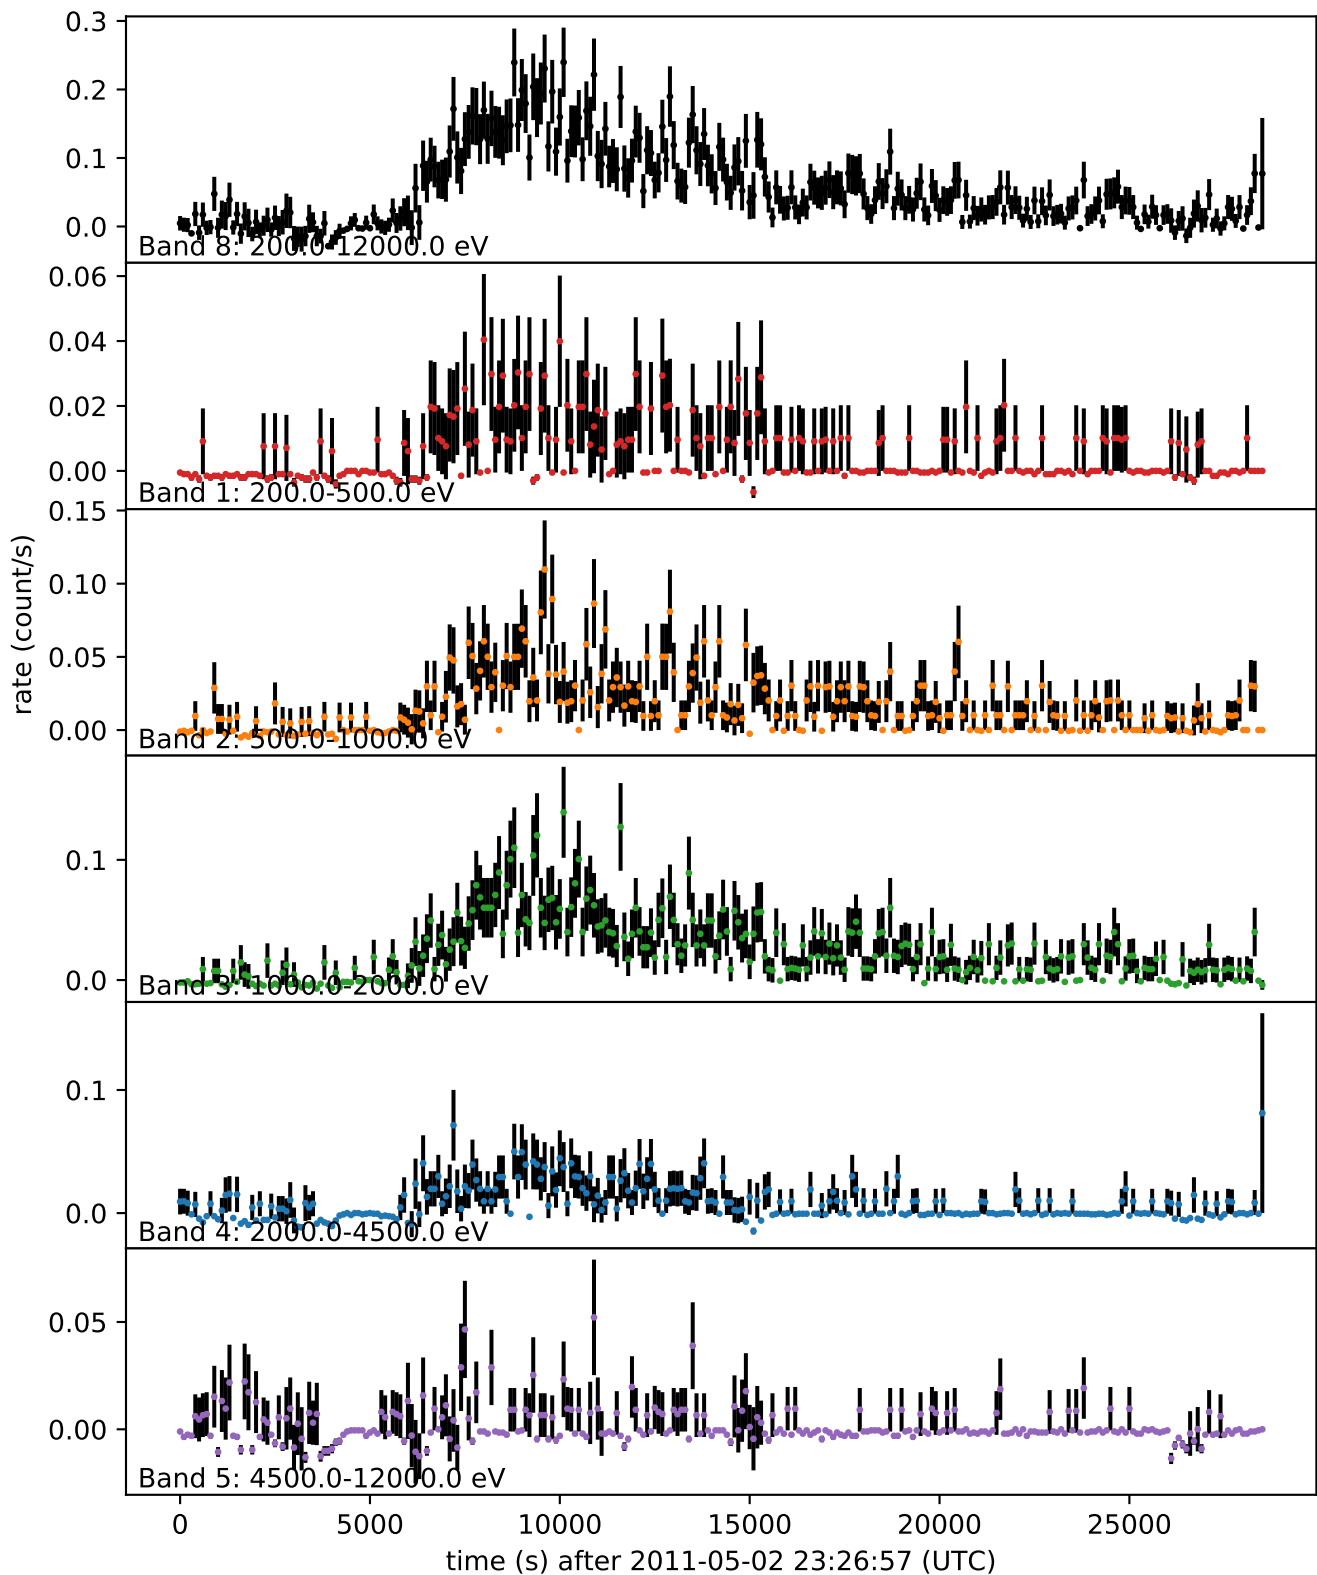 0.3
0.2
0.1
0.0
Band 8: 200.0-12000.0 eV
0.06
0.04
0.02
0.00
Band 1: 200.0-500.0 eV
0.15
0.10
0.05
0.00
Band 2: 500.0-1000.0 eV
rate (count/s)
0.1
0.0
Band 3: 1000.0-2000.0 eV
0.1
0.0
Band 4: 2000.0-4500.0 eV
0.05
0.00
Band 5: 4500.0-12000.0 eV
0 5000 10000 15000 20000 25000
time (s) after 2011-05-02 23:26:57 (UTC)